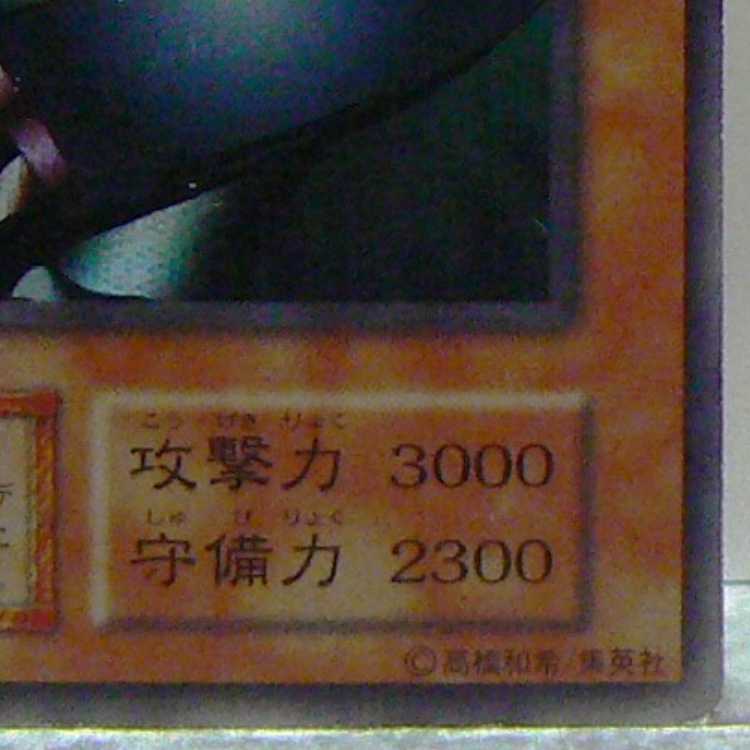 こう げき りょく
攻撃力 3000
しゅ び りょく
守備力 2300
©高橋和希/集英社